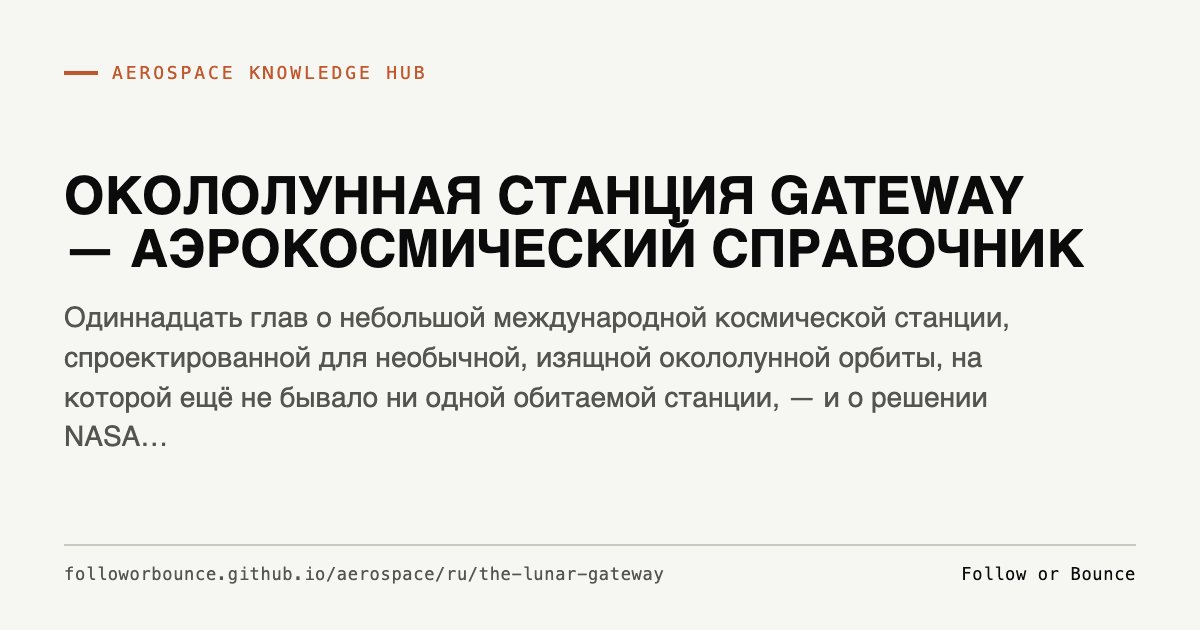 AEROSPACE KNOWLEDGE HUB
ОКОЛОЛУННАЯ СТАНЦИЯ GATEWAY
— АЭРОКОСМИЧЕСКИЙ СПРАВОЧНИК
Одиннадцать глав о небольшой международной космической станции,
спроектированной для необычной, изящной окололунной орбиты, на
которой ещё не бывало ни одной обитаемой станции, — и о решении
NASA…
followorbounce.github.io/aerospace/ru/the-lunar-gateway
Follow or Bounce